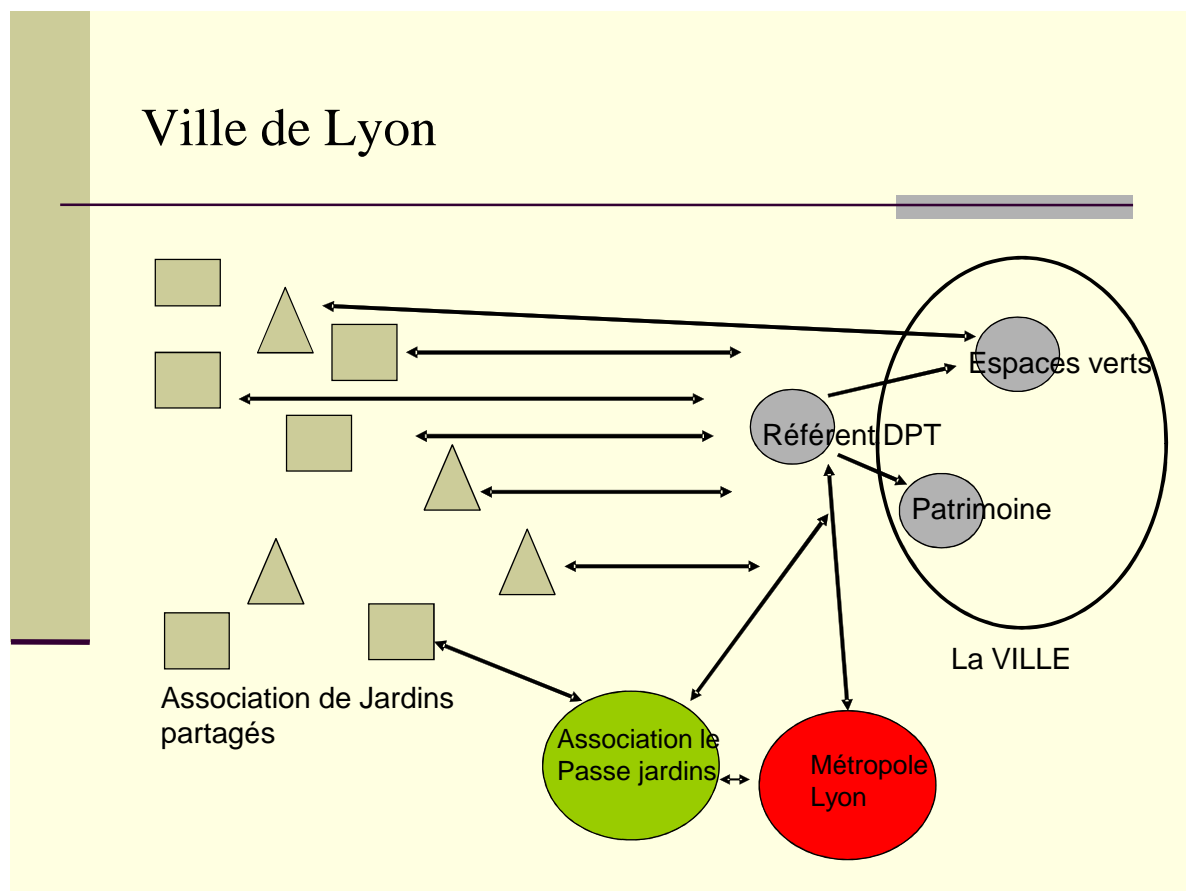 Ville de Lyon
Espaces verts
Référent DPT
Patrimoine
La VILLE
Association de Jardins
partagés
Association le
Passe jardins
Métropole
Lyon